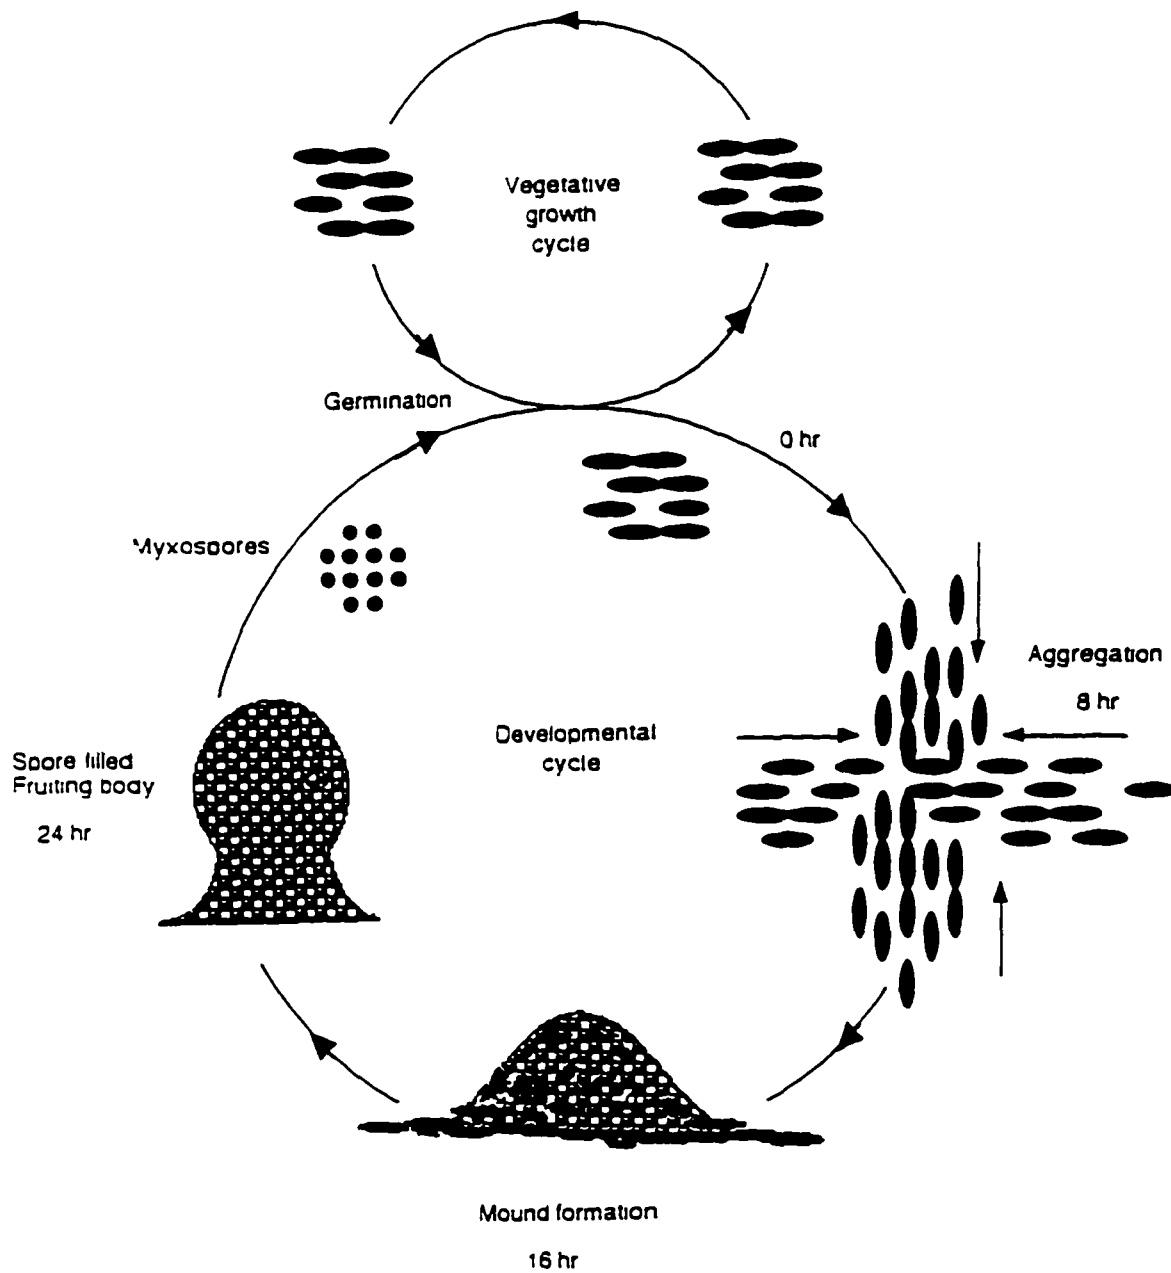 Vegetative
growth
cycle
Germination
0 hr
Myxospores
Aggregation
8 hr
Developmental
cycle
Spore filled
Fruiting body
24 hr
Mound formation
16 hr